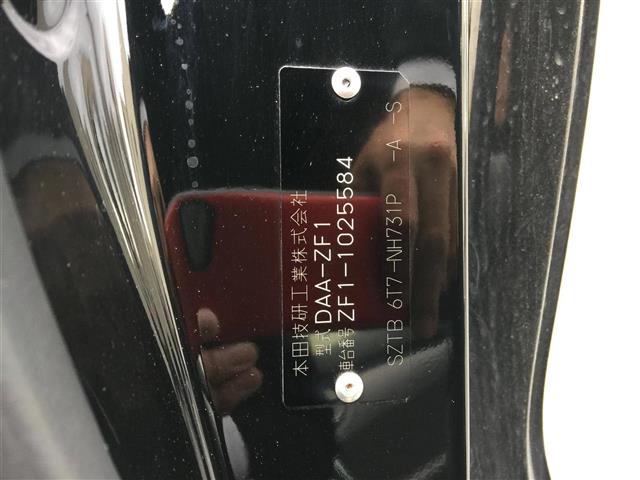 本田技研工業株式会社
型式 DAA-ZF1
車台番号 ZF1-1025584
SZTB 6T7-NH731P -A -S